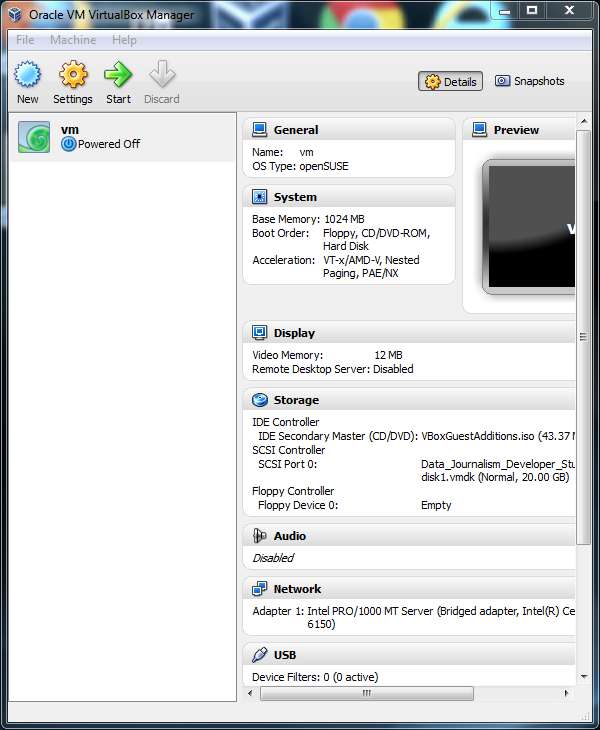 Oracle VM VirtualBox Manager
File Machine Help
New Settings Start Discard
Details Snapshots
vm
Powered Off
General
Name: vm
OS Type: openSUSE
Preview
System
Base Memory: 1024 MB
Boot Order: Floppy, CD/DVD-ROM,
Hard Disk
Acceleration: VT-x/AMD-V, Nested
Paging, PAE/NX
Display
Video Memory: 12 MB
Remote Desktop Server: Disabled
Storage
IDE Controller
IDE Secondary Master (CD/DVD): VBoxGuestAdditions.iso (43.37
SCSI Controller
SCSI Port 0: Data_Journalism_Developer_Stu
disk1.vmdk (Normal, 20.00 GB)
Floppy Controller
Floppy Device 0: Empty
Audio
Disabled
Network
Adapter 1: Intel PRO/1000 MT Server (Bridged adapter, Intel(R) Ce
6150)
USB
Device Filters: 0 (0 active)